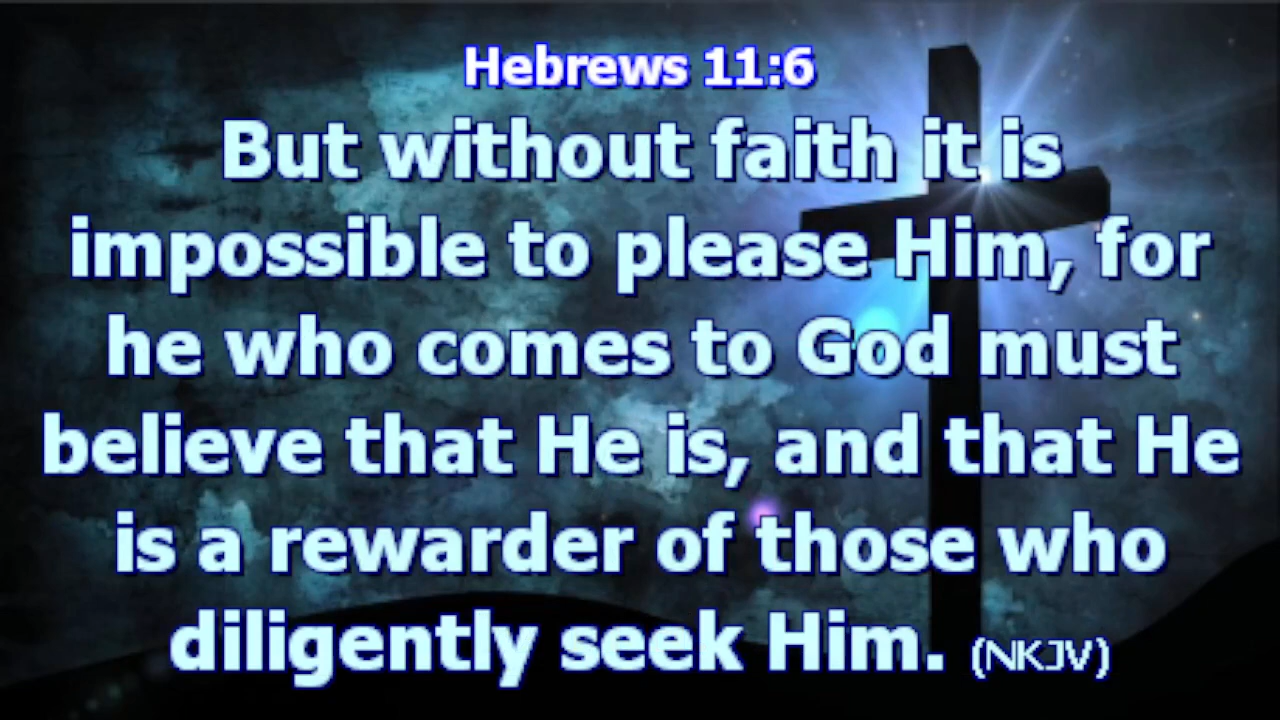 Hebrews 11:6
But without faith it is
impossible to please Him, for
he who comes to God must
believe that He is, and that He
is a rewarder of those who
diligently seek Him. (NKJV)